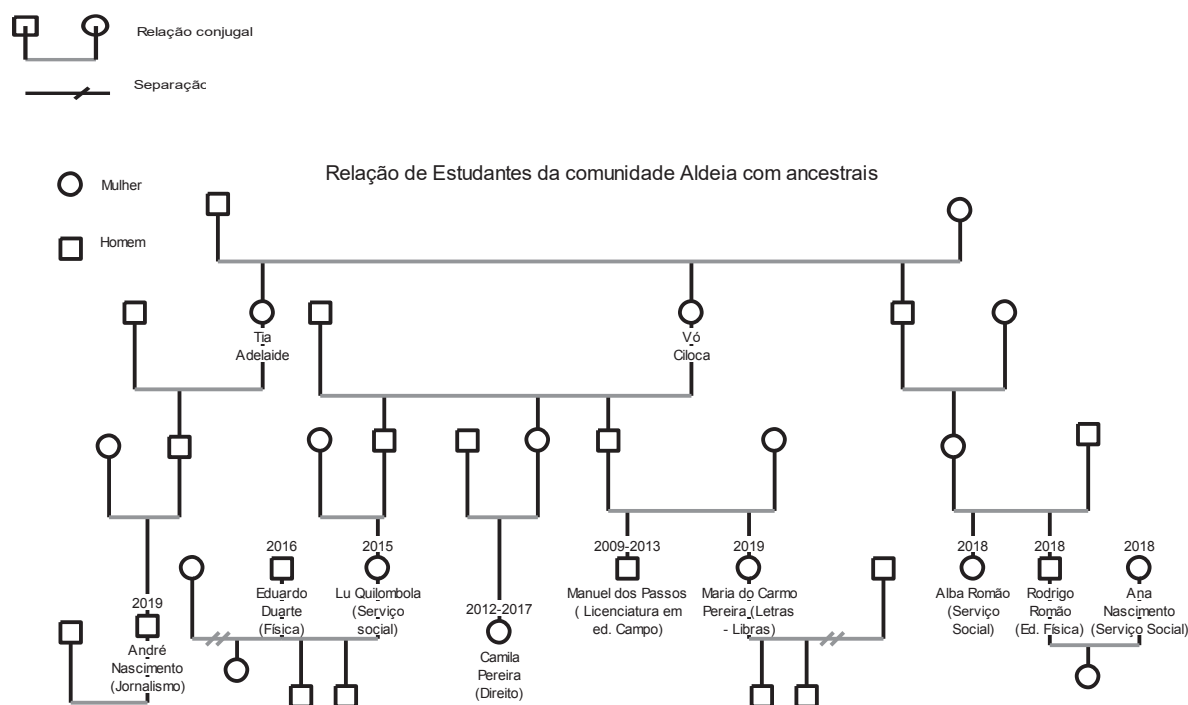 Relação conjugal
Separação
Relação de Estudantes da comunidade Aldeia com ancestrais
Mulher
Homem
Tia
Adelaide
Vó
Ciloca
2019
André
Nascimento
(Jornalismo)
2016
Eduardo
Duarte
(Física)
2015
Lu Quilombola
(Serviço
social)
2012-2017
Camila
Pereira
(Direito)
2009-2013
Manuel dos Passos
( Licenciatura em
ed. Campo)
2019
Maria do Carmo
Pereira (Letras
- Libras)
2018
Alba Romão
(Serviço
Social)
2018
Rodrigo
Romão
(Ed. Física)
2018
Ana
Nascimento
(Serviço Social)